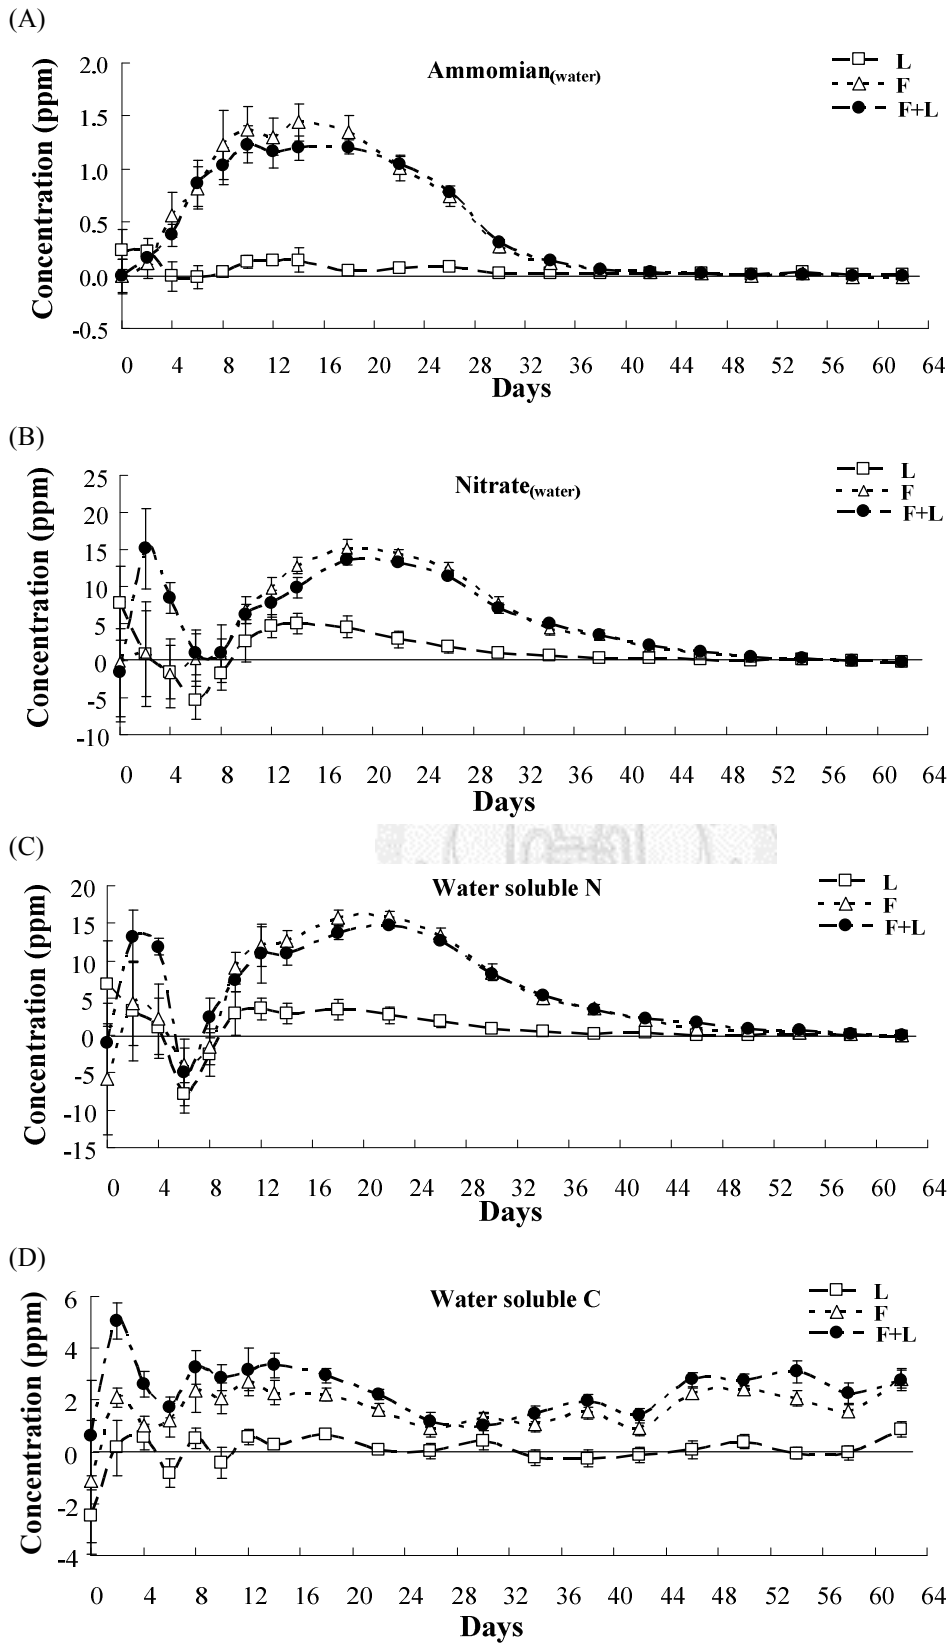 (A)
Ammomian(water)
L
F
F+L
Concentration (ppm)
2.0
1.5
1.0
0.5
0.0
-0.5
0 4 8 12 16 20 24 28 32 36 40 44 48 52 56 60 64
Days
(B)
Nitrate(water)
L
F
F+L
Concentration (ppm)
25
20
15
10
5
0
-5
-10
0 4 8 12 16 20 24 28 32 36 40 44 48 52 56 60 64
Days
(C)
Water soluble N
L
F
F+L
Concentration (ppm)
20
15
10
5
0
-5
-10
-15
0 4 8 12 16 20 24 28 32 36 40 44 48 52 56 60 64
Days
(D)
Water soluble C
L
F
F+L
Concentration (ppm)
6
4
2
0
-2
-4
0 4 8 12 16 20 24 28 32 36 40 44 48 52 56 60 64
Days